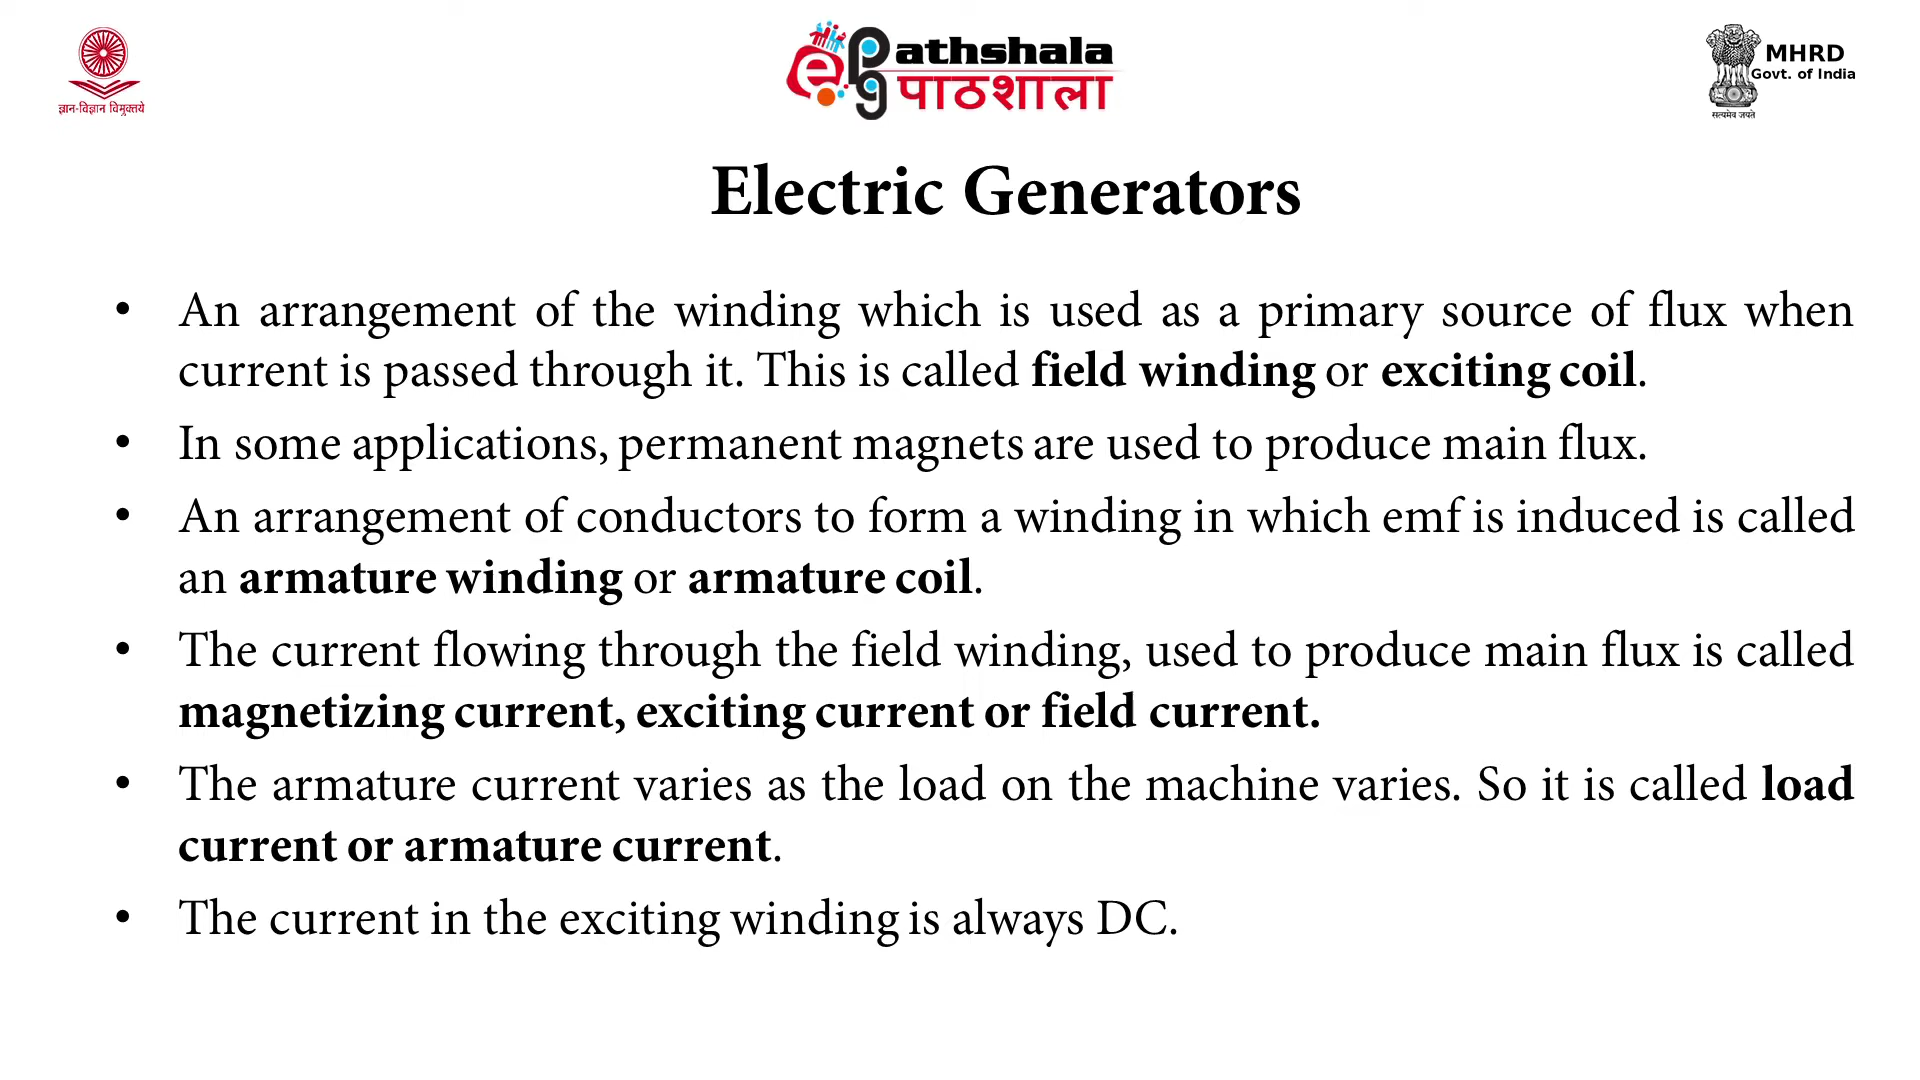 ज्ञान-विज्ञान विमुक्तये
ePGathshala
पाठशाला
MHRD
Govt. of India
सत्यमेव जयते
Electric Generators
• An arrangement of the winding which is used as a primary source of flux when
current is passed through it. This is called field winding or exciting coil.
• In some applications, permanent magnets are used to produce main flux.
• An arrangement of conductors to form a winding in which emf is induced is called
an armature winding or armature coil.
• The current flowing through the field winding, used to produce main flux is called
magnetizing current, exciting current or field current.
• The armature current varies as the load on the machine varies. So it is called load
current or armature current.
• The current in the exciting winding is always DC.